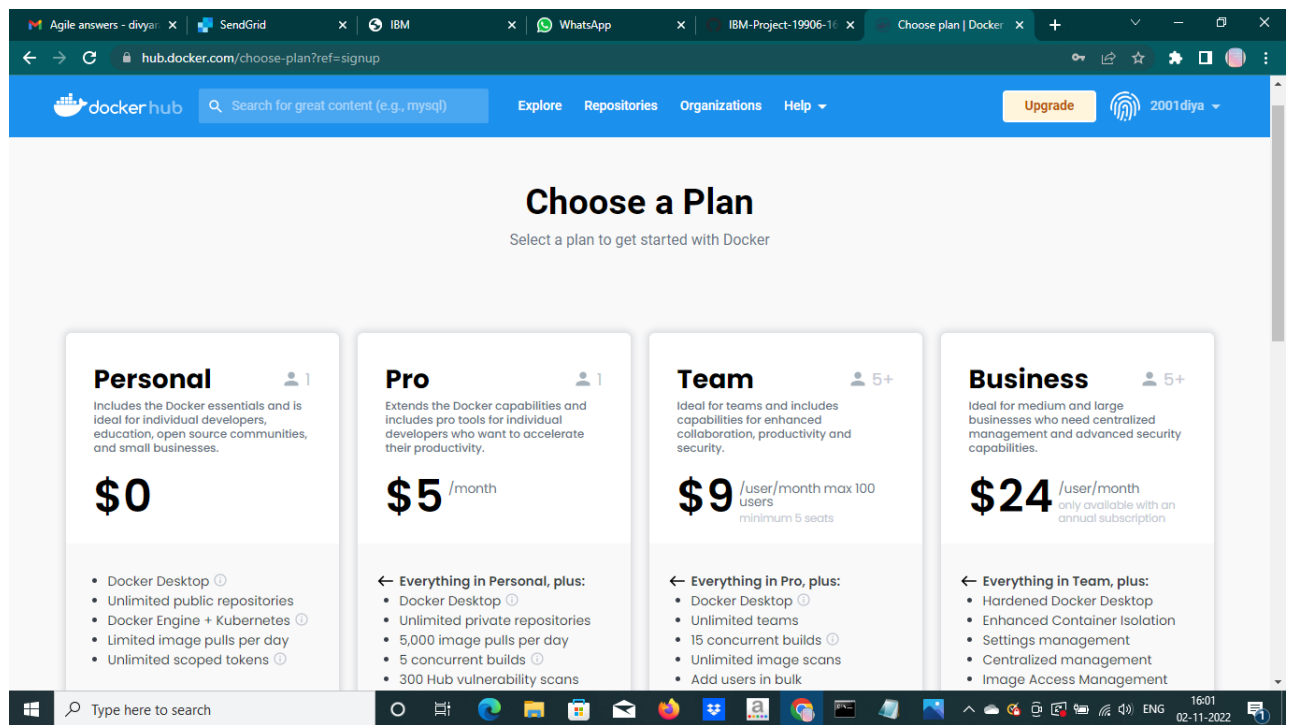 Agile answers - divyar
SendGrid
IBM
WhatsApp
IBM-Project-19906-16
Choose plan | Docker
hub.docker.com/choose-plan?ref=signup
docker hub
Search for great content (e.g., mysql)
Explore
Repositories
Organizations
Help
Upgrade
2001diya
Choose a Plan
Select a plan to get started with Docker
Personal
1
Includes the Docker essentials and is
ideal for individual developers,
education, open source communities,
and small businesses.
$0
Docker Desktop
Unlimited public repositories
Docker Engine + Kubernetes
Limited image pulls per day
Unlimited scoped tokens
Pro
1
Extends the Docker capabilities and
includes pro tools for individual
developers who want to accelerate
their productivity.
$5 /month
← Everything in Personal, plus:
Docker Desktop
Unlimited private repositories
5,000 image pulls per day
5 concurrent builds
300 Hub vulnerability scans
Team
5+
Ideal for teams and includes
capabilities for enhanced
collaboration, productivity and
security.
$9 /user/month max 100
users
minimum 5 seats
← Everything in Pro, plus:
Docker Desktop
Unlimited teams
15 concurrent builds
Unlimited image scans
Add users in bulk
Business
5+
Ideal for medium and large
businesses who need centralized
management and advanced security
capabilities.
$24 /user/month
only available with an
annual subscription
← Everything in Team, plus:
Hardened Docker Desktop
Enhanced Container Isolation
Settings management
Centralized management
Image Access Management
Type here to search
a
ENG
16:01
02-11-2022
1